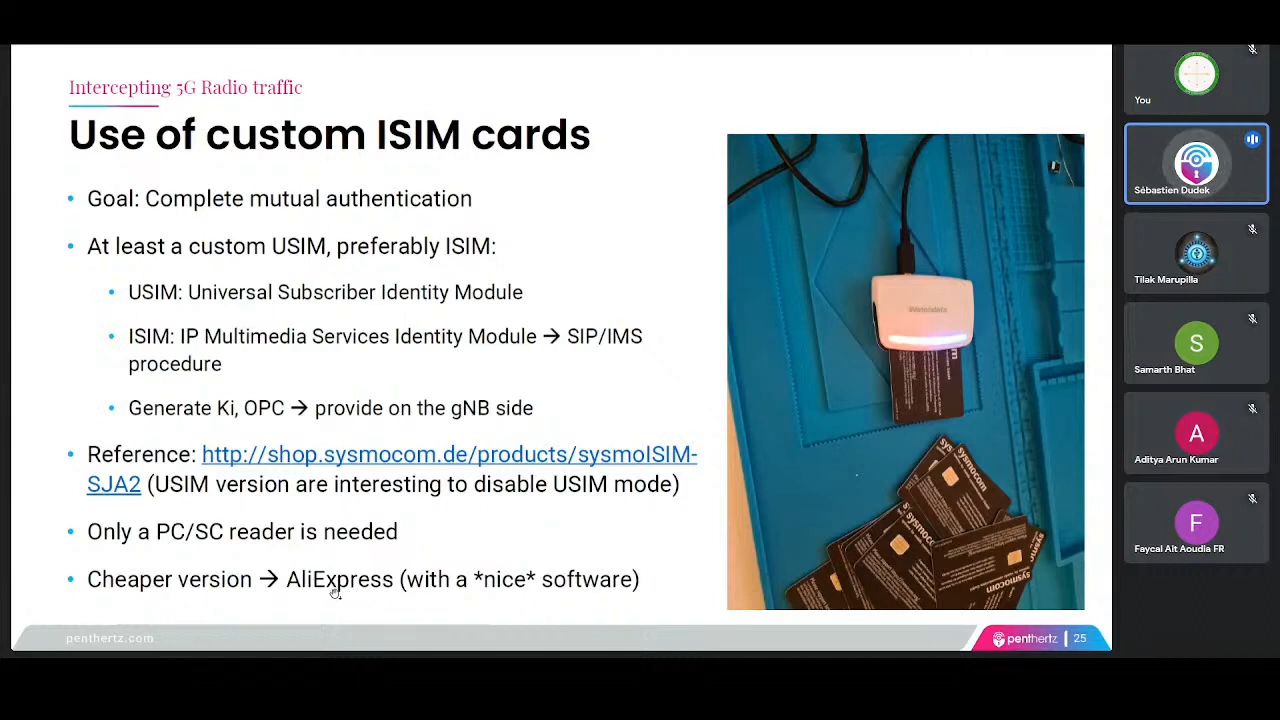 Intercepting 5G Radio traffic
Use of custom ISIM cards
• Goal: Complete mutual authentication
• At least a custom USIM, preferably ISIM:
• USIM: Universal Subscriber Identity Module
• ISIM: IP Multimedia Services Identity Module → SIP/IMS
procedure
• Generate Ki, OPC → provide on the gNB side
• Reference: http://shop.sysmocom.de/products/sysmoISIM-
SJA2 (USIM version are interesting to disable USIM mode)
• Only a PC/SC reader is needed
• Cheaper version → AliExpress (with a *nice* software)
sysmocom
sysmocom
sysmocom
penthertz.com
penthertz
25
You
Sébastien Dudek
Tilak Marupilla
S
Samarth Bhat
A
Aditya Arun Kumar
F
Faycal Alt Aoudia FR